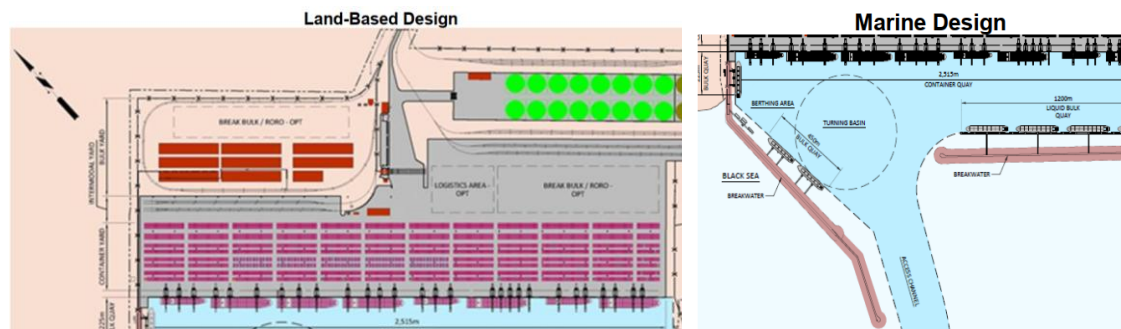 Land-Based Design
BREAK BULK / RORO - OPT
BULK YARD
INTERMODAL YARD
CONTAINER YARD
LOGISTICS AREA -
OPT
BREAK BULK / RORO -
OPT
225m
2,515m
Marine Design
BULK QUAY
2,515m
CONTAINER QUAY
1200m
LIQUID BULK
QUAY
BERTHING AREA
TURNING BASIN
450m
BULK QUAY
BLACK SEA
BREAKWATER
BREAKWATER
ACCESS CHANNEL